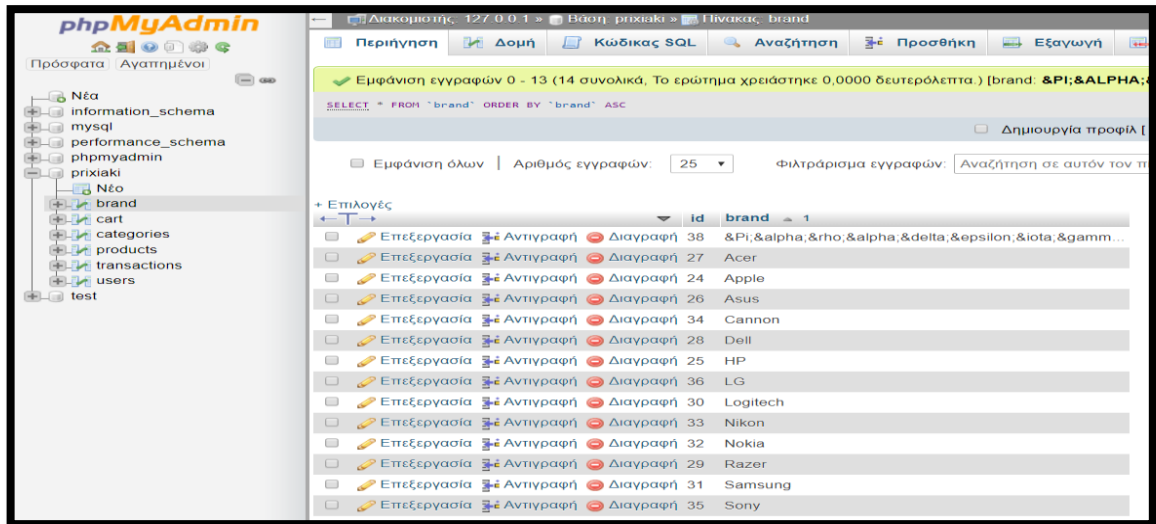 phpMyAdmin
Πρόσφατα Αγαπημένοι
Νέα
information_schema
mysql
performance_schema
phpmyadmin
prixiaki
Νέο
brand
cart
categories
products
transactions
users
test
Διακομιστής: 127.0.0.1 » Βάση: prixiaki » Πίνακας: brand
Περιήγηση Δομή Κώδικας SQL Αναζήτηση Προσθήκη Εξαγωγή
Εμφάνιση εγγραφών 0 - 13 (14 συνολικά, Το ερώτημα χρειάστηκε 0,0000 δευτερόλεπτα.) [brand: &PI;&ALPHA;&
SELECT * FROM `brand` ORDER BY `brand` ASC
Δημιουργία προφίλ [
Εμφάνιση όλων | Αριθμός εγγραφών: 25 Φιλτράρισμα εγγραφών: Αναζήτηση σε αυτόν τον
+ Επιλογές
←T→ id brand 1
Επεξεργασία Αντιγραφή Διαγραφή 38 &Pi;&alpha;&rho;&alpha;&delta;&epsilon;&iota;&gamm...
Επεξεργασία Αντιγραφή Διαγραφή 27 Acer
Επεξεργασία Αντιγραφή Διαγραφή 24 Apple
Επεξεργασία Αντιγραφή Διαγραφή 26 Asus
Επεξεργασία Αντιγραφή Διαγραφή 34 Cannon
Επεξεργασία Αντιγραφή Διαγραφή 28 Dell
Επεξεργασία Αντιγραφή Διαγραφή 25 HP
Επεξεργασία Αντιγραφή Διαγραφή 36 LG
Επεξεργασία Αντιγραφή Διαγραφή 30 Logitech
Επεξεργασία Αντιγραφή Διαγραφή 33 Nikon
Επεξεργασία Αντιγραφή Διαγραφή 32 Nokia
Επεξεργασία Αντιγραφή Διαγραφή 29 Razer
Επεξεργασία Αντιγραφή Διαγραφή 31 Samsung
Επεξεργασία Αντιγραφή Διαγραφή 35 Sony